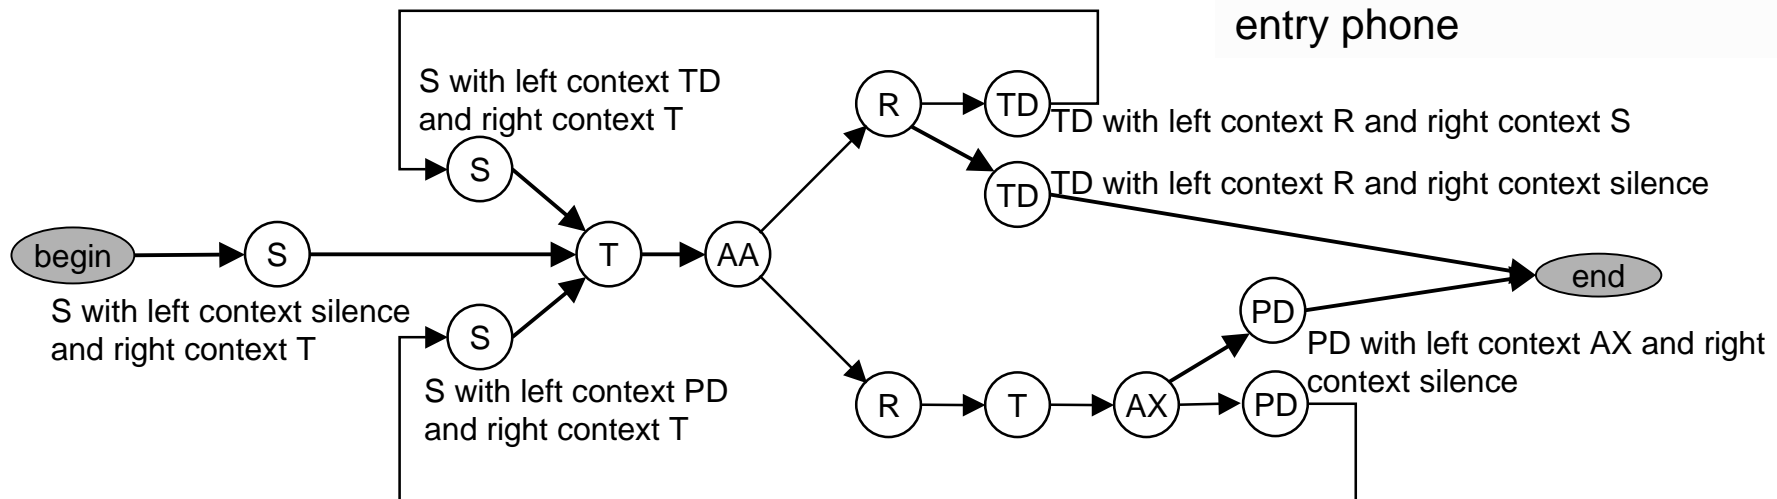 entry phone
S with left context TD
and right context T
R
TD
TD with left context R and right context S
S
TD
TD with left context R and right context silence
begin
S
T
AA
end
S with left context silence
and right context T
S
PD
PD with left context AX and right
context silence
S with left context PD
and right context T
R
T
AX
PD